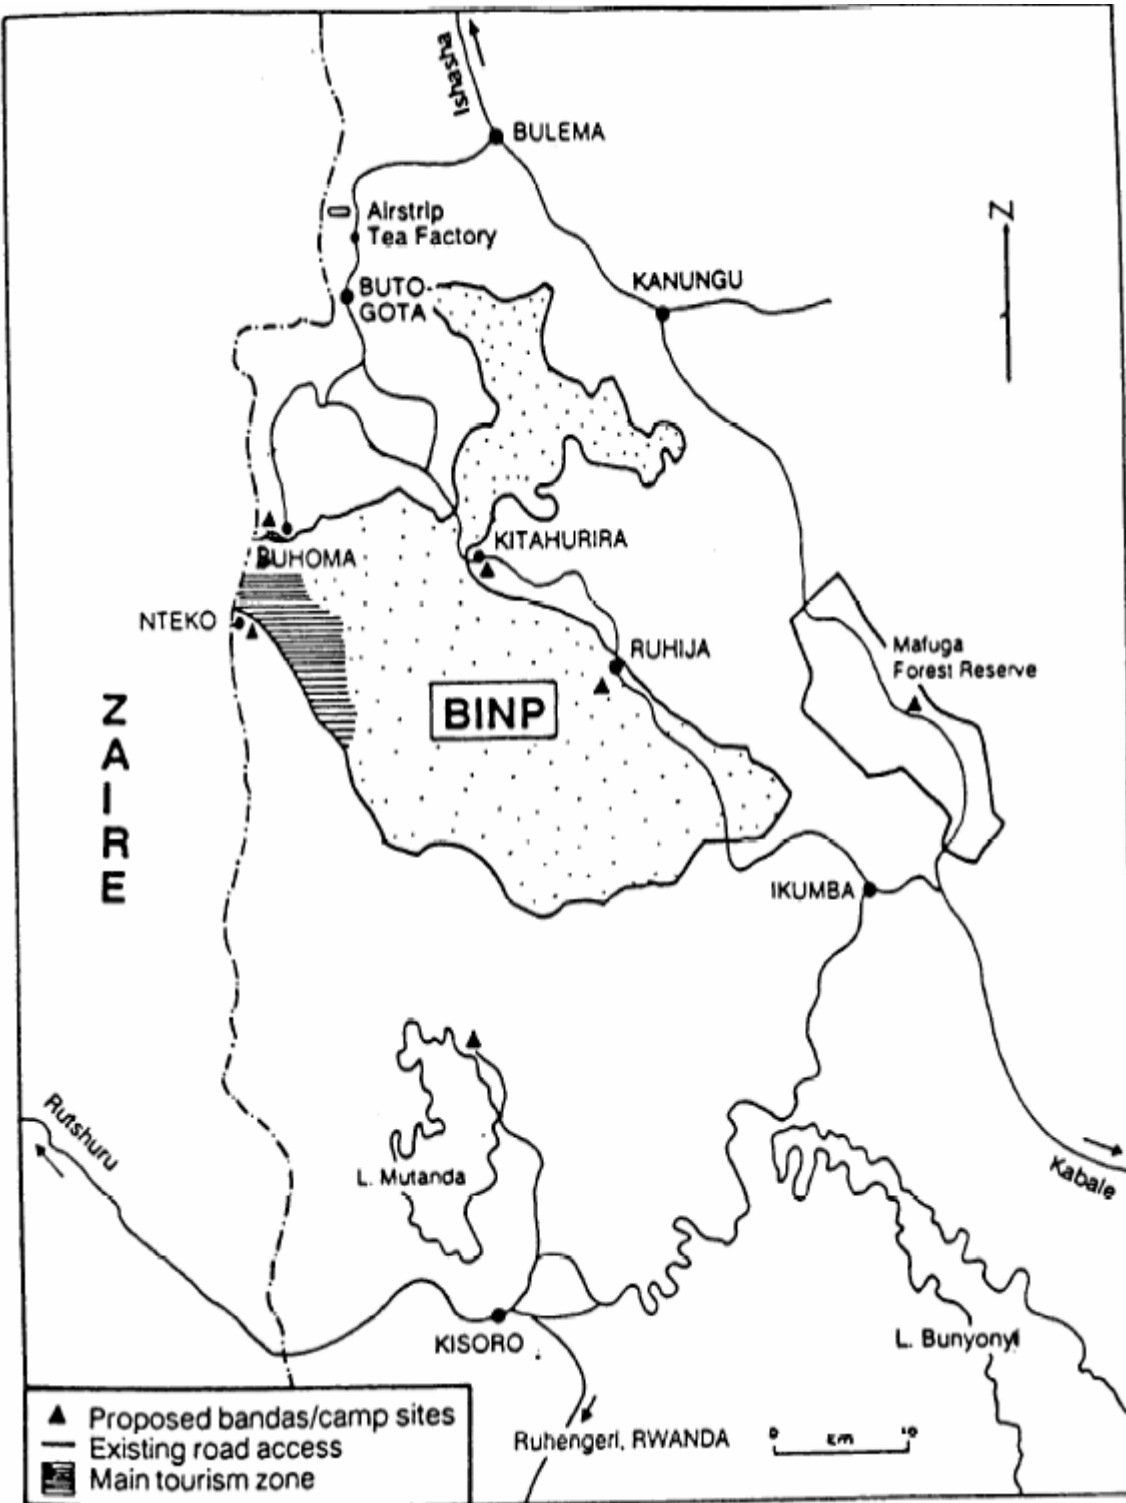 Ishasha
BULEMA
Airstrip
Tea Factory
N
KANUNGU
BUTO
GOTA
KITAHURIRA
BUHOMA
NTEKO
RUHIJA
Mafuga
Forest Reserve
BINP
ZAIRE
IKUMBA
Rutshuru
Kabale
L. Mutanda
L. Bunyonyi
KISORO
Ruhengeri, RWANDA
0 km 10
Proposed bandas/camp sites
Existing road access
Main tourism zone